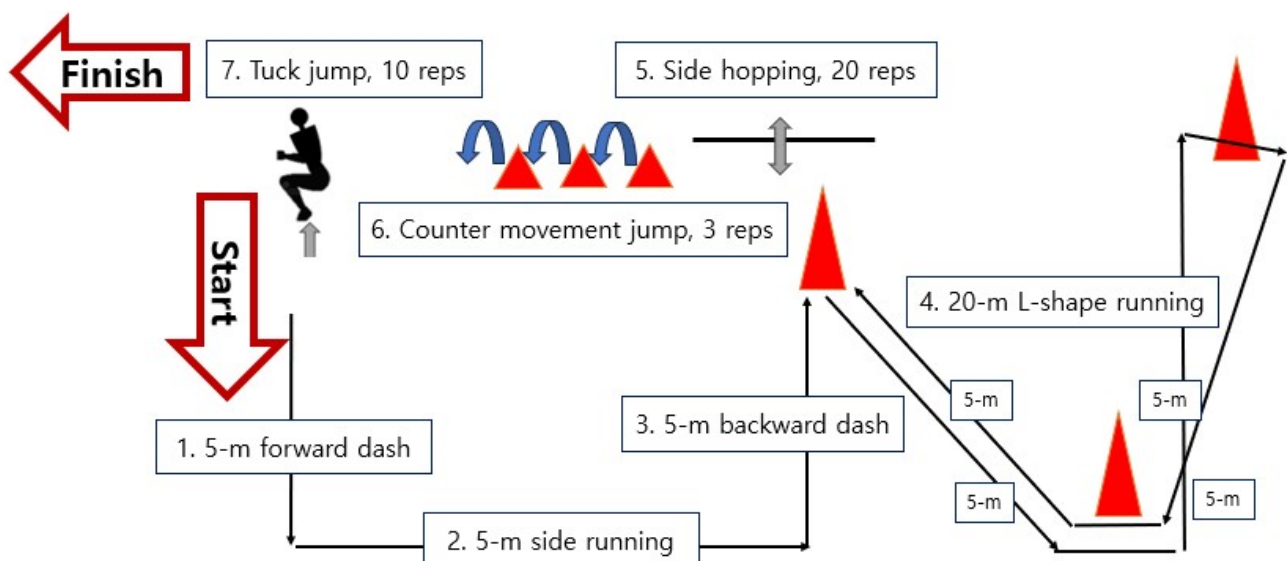 Finish
7. Tuck jump, 10 reps
5. Side hopping, 20 reps
6. Counter movement jump, 3 reps
Start
4. 20-m L-shape running
1. 5-m forward dash
3. 5-m backward dash
5-m
5-m
5-m
5-m
2. 5-m side running